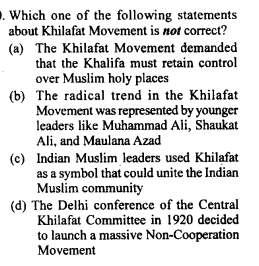 . Which one of the following statements
about Khilafat Movement is not correct?
(a) The Khilafat Movement demanded
that the Khalifa must retain control
over Muslim holy places
(b) The radical trend in the Khilafat
Movement was represented by younger
leaders like Muhammad Ali, Shaukat
Ali, and Maulana Azad
(c) Indian Muslim leaders used Khilafat
as a symbol that could unite the Indian
Muslim community
(d) The Delhi conference of the Central
Khilafat Committee in 1920 decided
to launch a massive Non-Cooperation
Movement